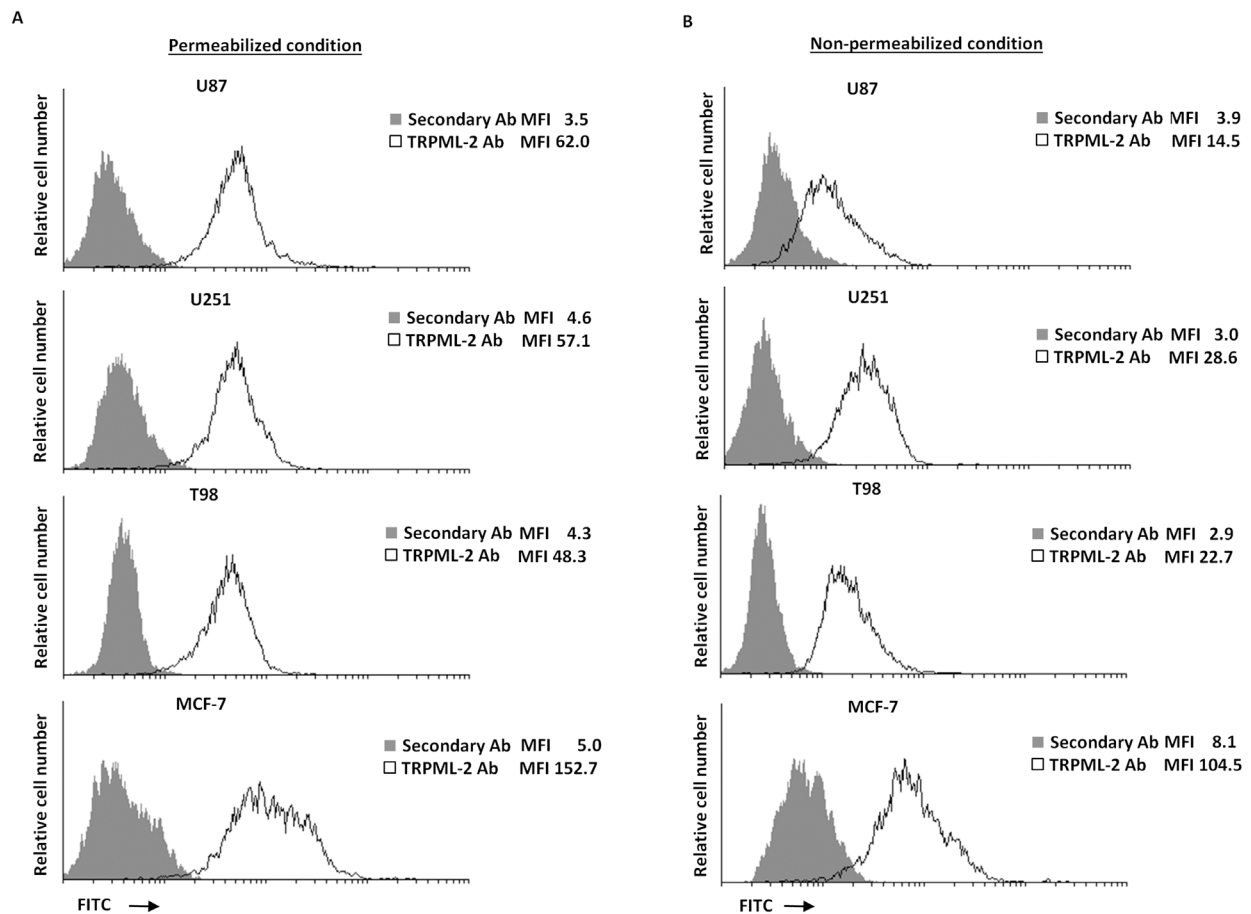 A
Permeabilized condition
U87
Relative cell number
Secondary Ab MFI 3.5
TRPML-2 Ab MFI 62.0
U251
Relative cell number
Secondary Ab MFI 4.6
TRPML-2 Ab MFI 57.1
T98
Relative cell number
Secondary Ab MFI 4.3
TRPML-2 Ab MFI 48.3
MCF-7
Relative cell number
Secondary Ab MFI 5.0
TRPML-2 Ab MFI 152.7
FITC
B
Non-permeabilized condition
U87
Relative cell number
Secondary Ab MFI 3.9
TRPML-2 Ab MFI 14.5
U251
Relative cell number
Secondary Ab MFI 3.0
TRPML-2 Ab MFI 28.6
T98
Relative cell number
Secondary Ab MFI 2.9
TRPML-2 Ab MFI 22.7
MCF-7
Relative cell number
Secondary Ab MFI 8.1
TRPML-2 Ab MFI 104.5
FITC